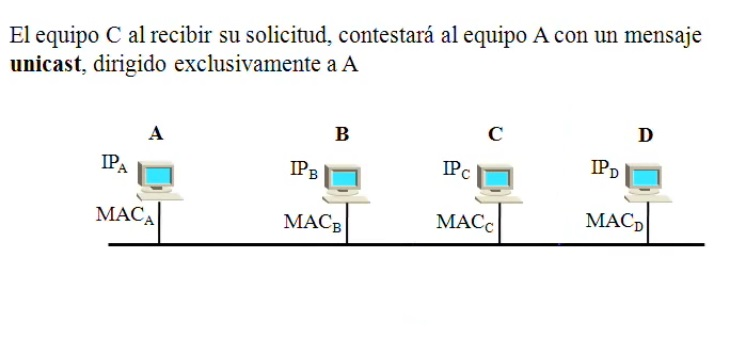 El equipo C al recibir su solicitud, contestará al equipo A con un mensaje
unicast, dirigido exclusivamente a A
A B C D
IPA IPB IPC IPD
MACA MACB MACC MACD